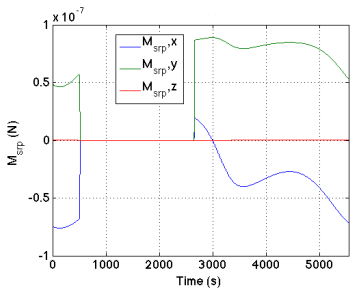 1 x 10^-7
M_srp,x
M_srp,y
M_srp,z
0.5
0
-0.5
-1
M_srp (N)
0 1000 2000 3000 4000 5000
Time (s)